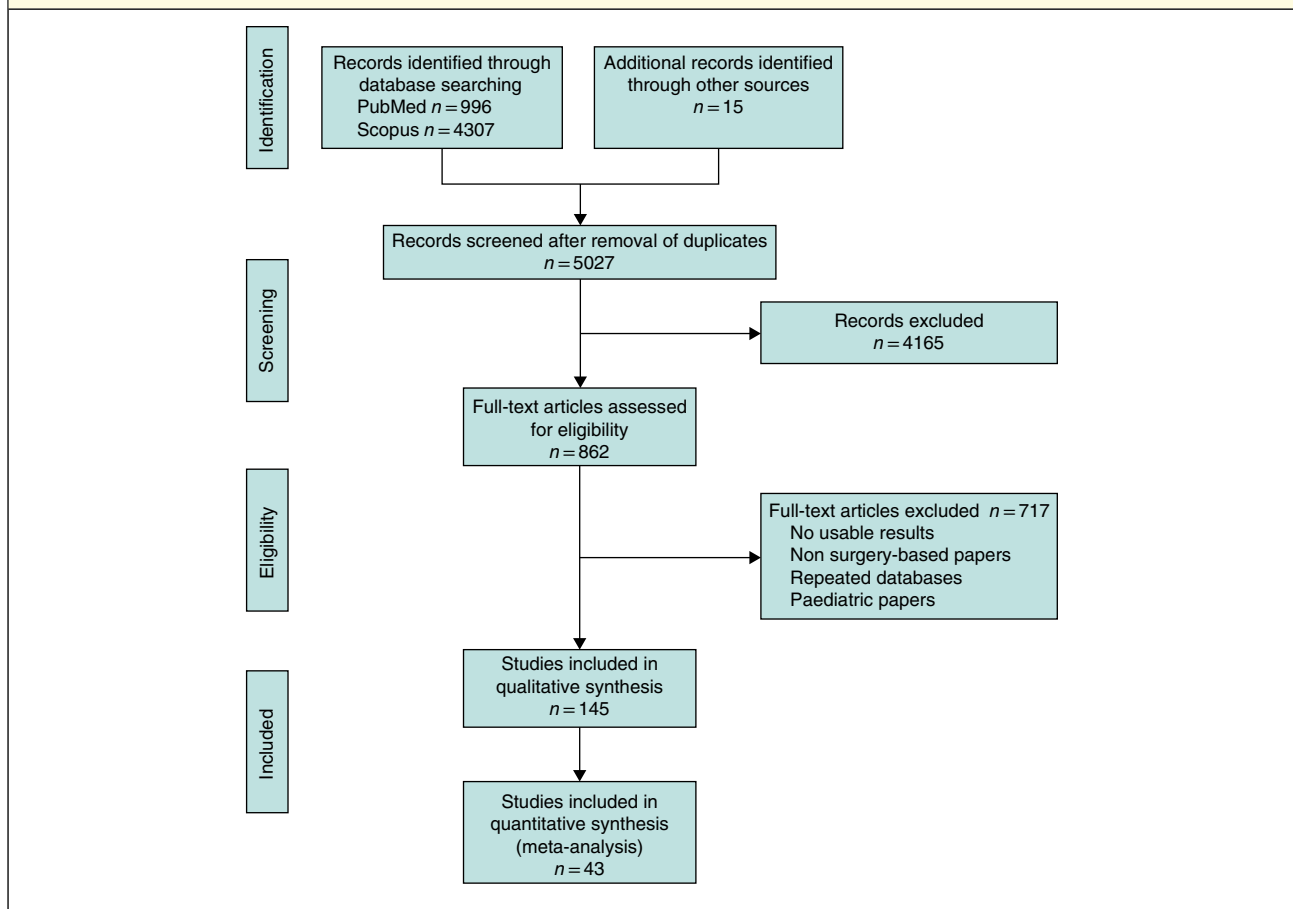 Identification
Records identified through
database searching
PubMed n = 996
Scopus n = 4307
Additional records identified
through other sources
n = 15
Records screened after removal of duplicates
n = 5027
Screening
Records excluded
n = 4165
Full-text articles assessed
for eligibility
n = 862
Eligibility
Full-text articles excluded n = 717
No usable results
Non surgery-based papers
Repeated databases
Paediatric papers
Studies included in
qualitative synthesis
n = 145
Included
Studies included in
quantitative synthesis
(meta-analysis)
n = 43